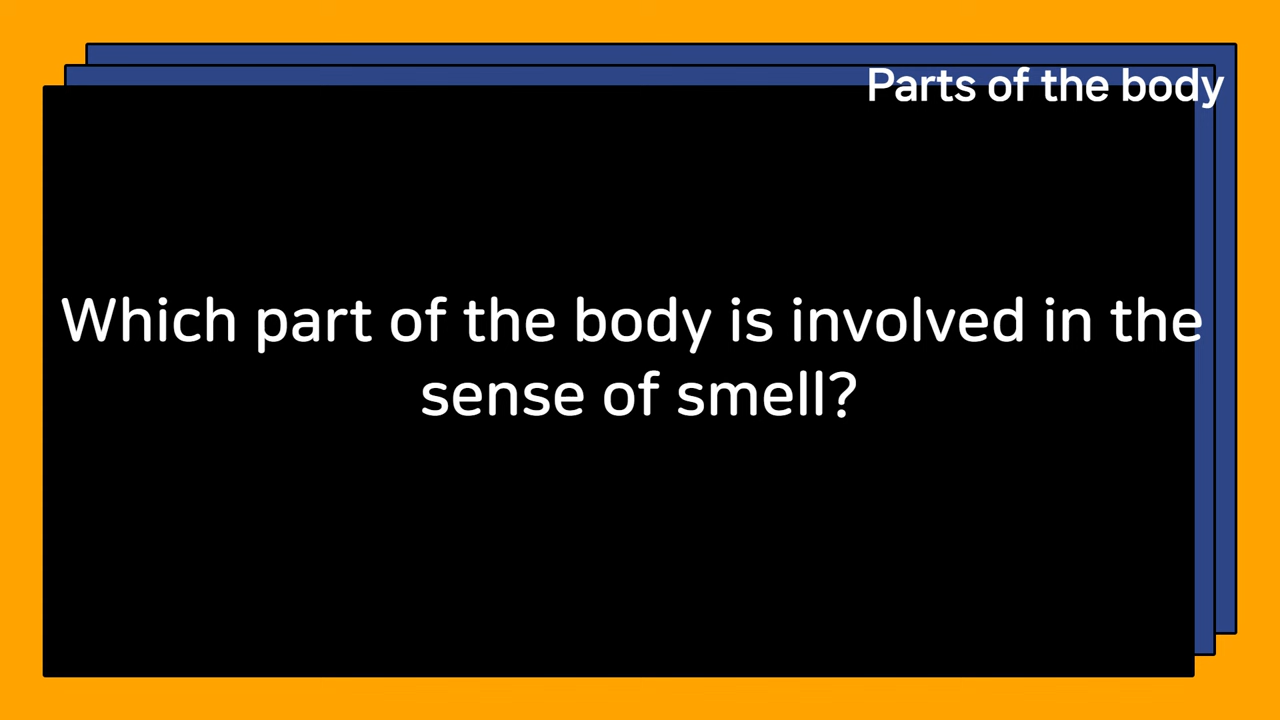 Parts of the body
Which part of the body is involved in the
sense of smell?